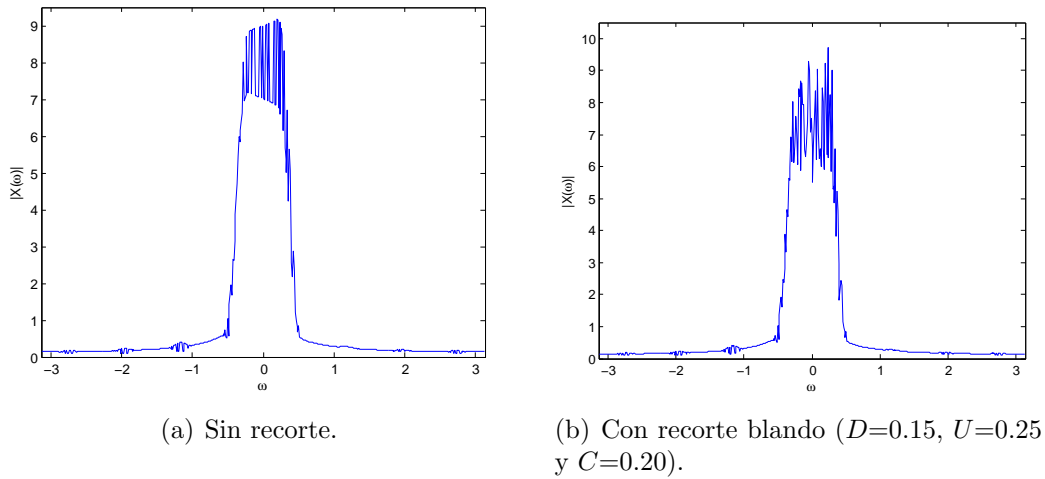 9
8
7
6
5
4
3
2
1
0
|X(ω)|
−3 −2 −1 0 1 2 3
ω
(a) Sin recorte.
10
9
8
7
6
5
4
3
2
1
0
|X(ω)|
−3 −2 −1 0 1 2 3
ω
(b) Con recorte blando (D=0.15, U=0.25
y C=0.20).